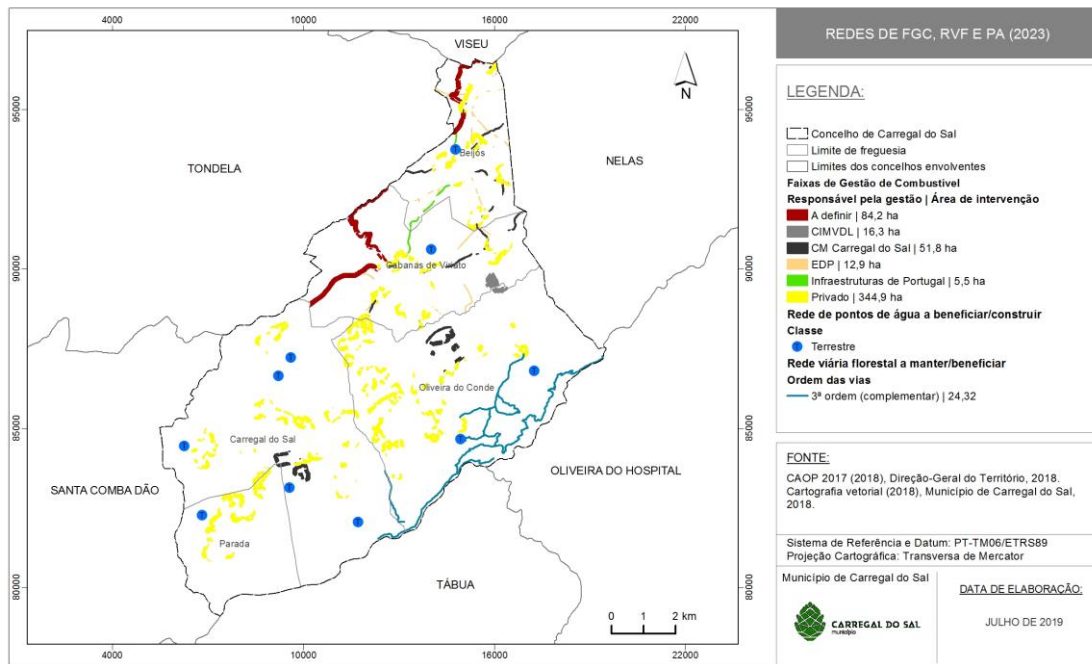 4000
10000
16000
22000
VISEU
N
95000
95000
Beijós
TONDELA
NELAS
90000
90000
Cabanas de Viriato
Oliveira do Conde
85000
85000
Carregal do Sal
OLIVEIRA DO HOSPITAL
SANTA COMBA DÃO
Parada
80000
80000
TÁBUA
0 1 2 km
4000
10000
16000
22000
REDES DE FGC, RVF E PA (2023)
LEGENDA:
Concelho de Carregal do Sal
Limite de freguesia
Limites dos concelhos envolventes
Faixas de Gestão de Combustível
Responsável pela gestão | Área de intervenção
A definir | 84,2 ha
CIMVDL | 16,3 ha
CM Carregal do Sal | 51,8 ha
EDP | 12,9 ha
Infraestruturas de Portugal | 5,5 ha
Privado | 344,9 ha
Rede de pontos de água a beneficiar/construir
Classe
T Terrestre
Rede viária florestal a manter/beneficiar
Ordem das vias
3ª ordem (complementar) | 24,32
FONTE:
CAOP 2017 (2018), Direção-Geral do Território, 2018.
Cartografia vetorial (2018), Município de Carregal do Sal,
2018.
Sistema de Referência e Datum: PT-TM06/ETRS89
Projeção Cartográfica: Transversa de Mercator
Município de Carregal do Sal
CARREGAL DO SAL
município
DATA DE ELABORAÇÃO:
JULHO DE 2019